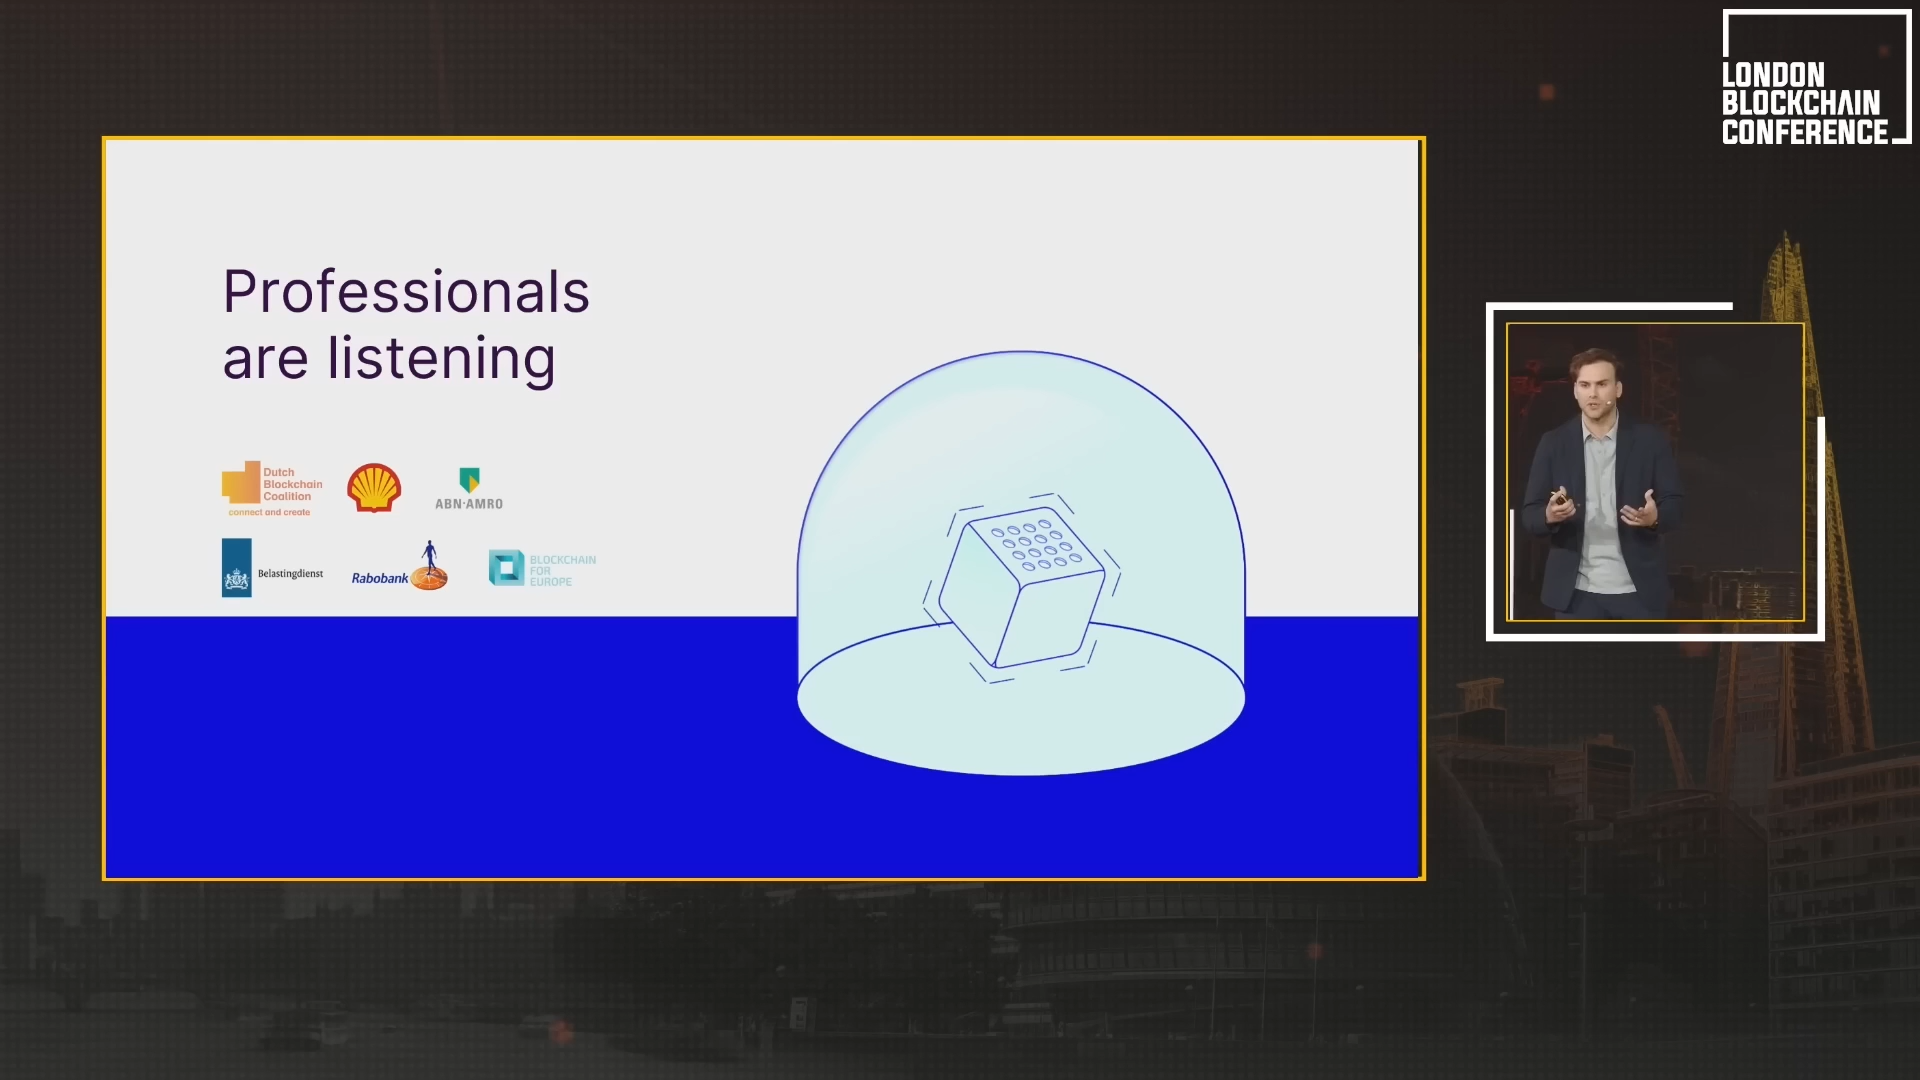 LONDON
BLOCKCHAIN
CONFERENCE
Professionals
are listening
Dutch
Blockchain
Coalition
connect and create
ABN·AMRO
Belastingdienst
Rabobank
BLOCKCHAIN
FOR
EUROPE